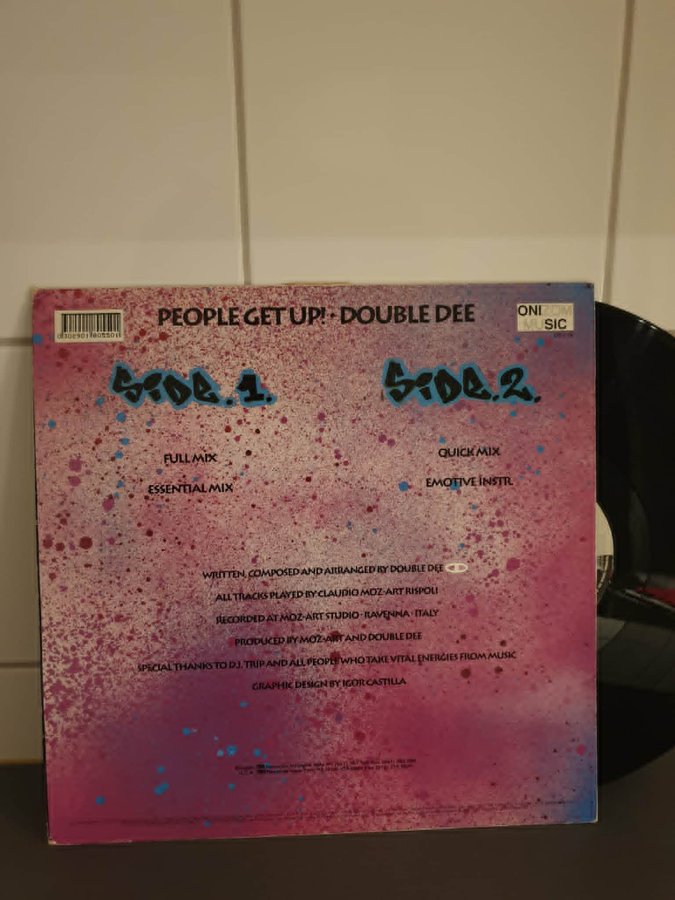 PEOPLE GET UP! · DOUBLE DEE
ONIZOM
MUSIC
SiDE.1.
SiDE.2.
FULL MIX
ESSENTIAL MIX
QUICK MIX
EMOTIVE INSTR.
WRITTEN, COMPOSED AND ARRANGED BY DOUBLE DEE
ALL TRACKS PLAYED BY CLAUDIO MOZ-ART RISPOLI
RECORDED AT MOZ-ART STUDIO · RAVENNA · ITALY
PRODUCED BY MOZ-ART AND DOUBLE DEE
SPECIAL THANKS TO D.J. TRIP AND ALL PEOPLE WHO TAKE VITAL ENERGIES FROM MUSIC
GRAPHIC DESIGN BY IGOR CASTILLA